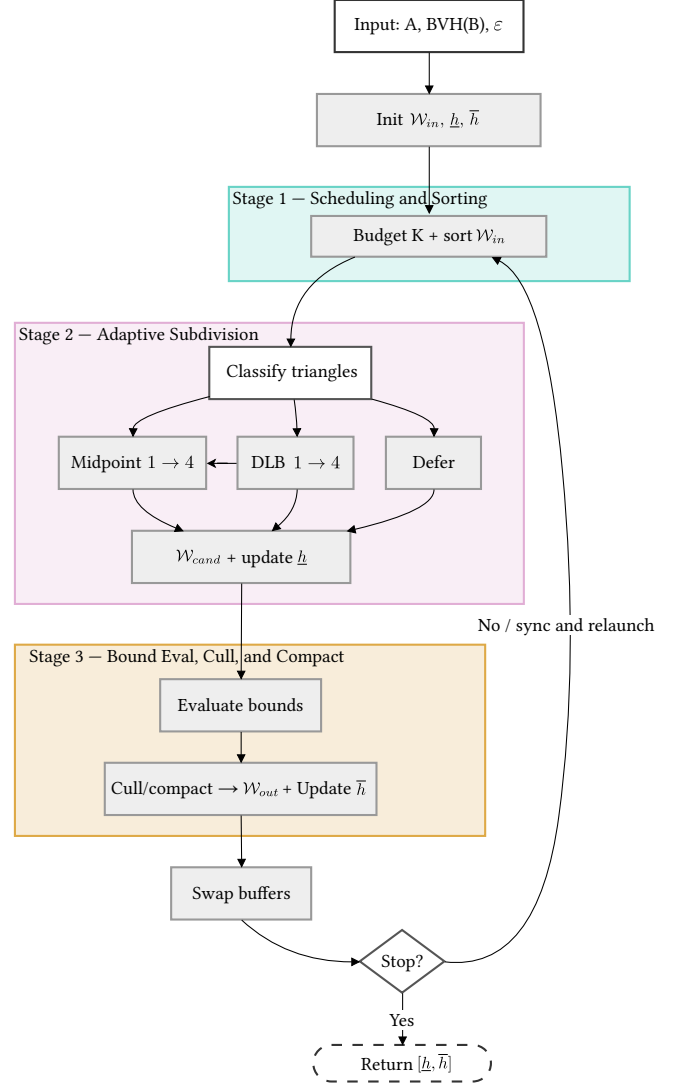 Input: A, BVH(B), ε
Init 𝒲_in, h̲, h̅
Stage 1 — Scheduling and Sorting
Budget K + sort 𝒲_in
Stage 2 — Adaptive Subdivision
Classify triangles
Midpoint 1 → 4
DLB 1 → 4
Defer
𝒲_cand + update h̲
No / sync and relaunch
Stage 3 — Bound Eval, Cull, and Compact
Evaluate bounds
Cull/compact → 𝒲_out + Update h̅
Swap buffers
Stop?
Yes
Return [h̲, h̅]